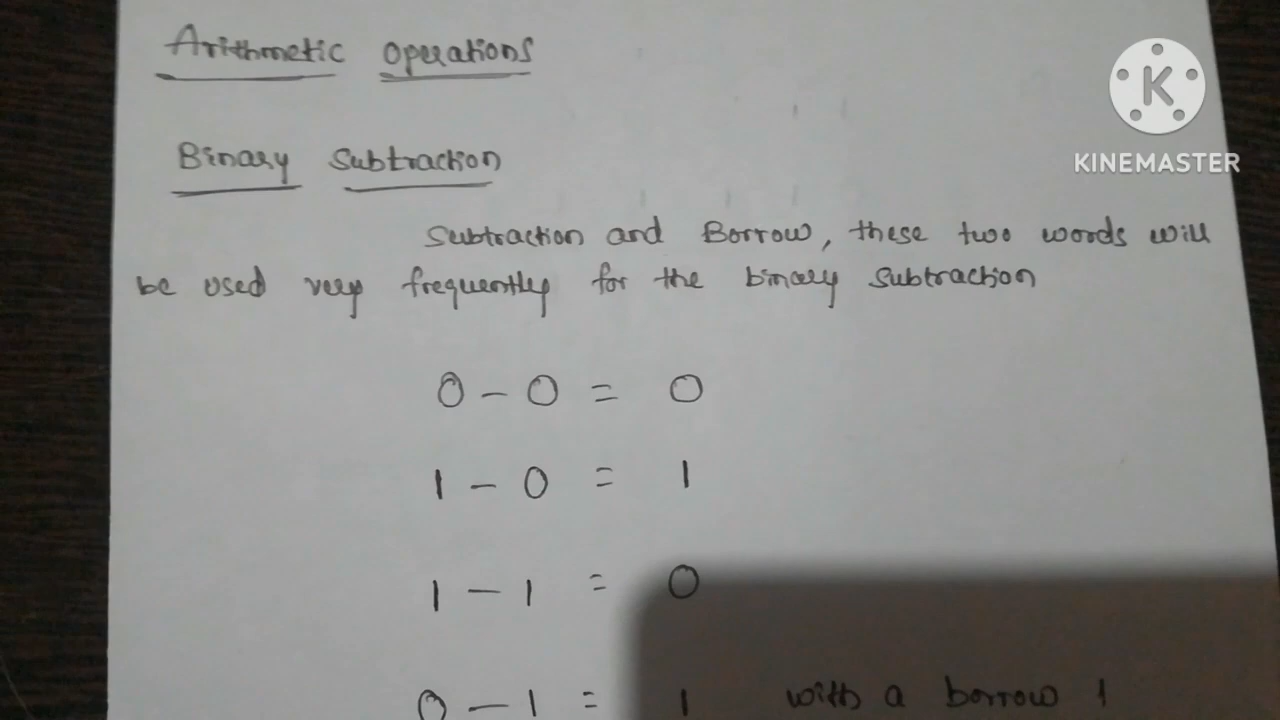 Arithmetic Operations
K
KINEMASTER
Binary Subtraction
Subtraction and Borrow, these two words will
be used very frequently for the binary subtraction
0 - 0 = 0
1 - 0 = 1
1 - 1 = 0
0 - 1 = 1 with a borrow 1